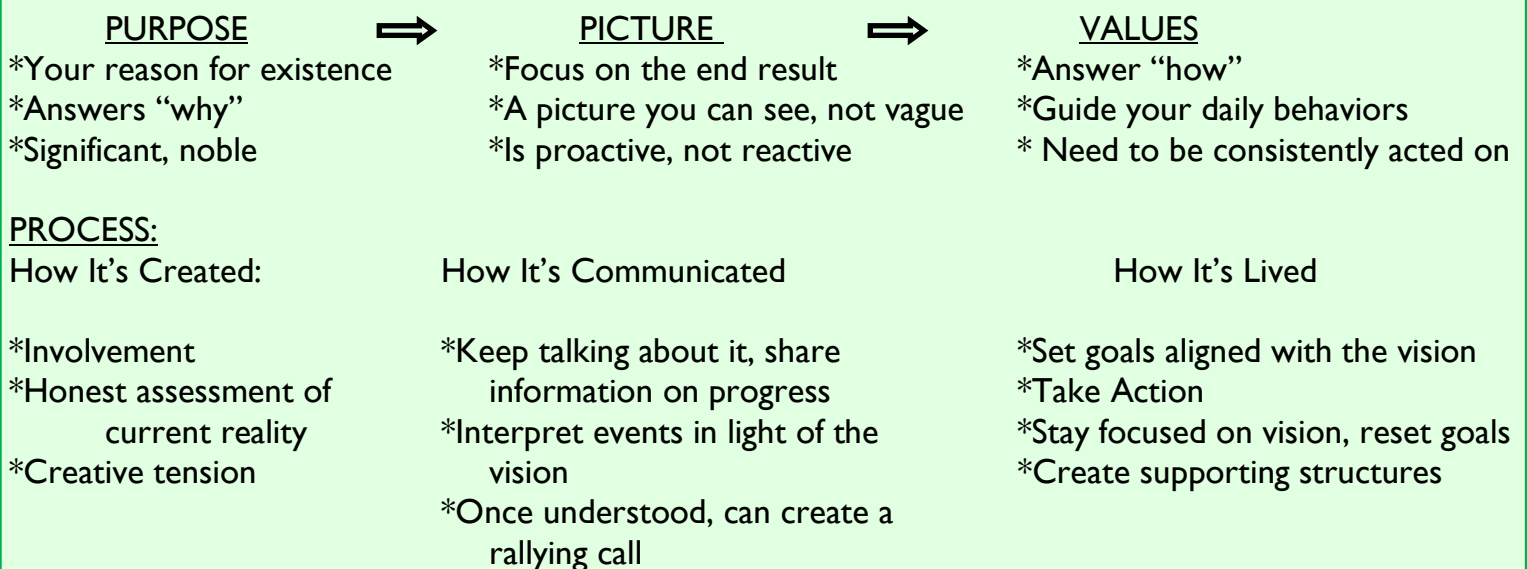 PURPOSE ⇨ PICTURE ⇨ VALUES
*Your reason for existence *Focus on the end result *Answer “how”
*Answers “why” *A picture you can see, not vague *Guide your daily behaviors
*Significant, noble *Is proactive, not reactive * Need to be consistently acted on
PROCESS:
How It’s Created: How It’s Communicated How It’s Lived
*Involvement *Keep talking about it, share *Set goals aligned with the vision
*Honest assessment of information on progress *Take Action
current reality *Interpret events in light of the *Stay focused on vision, reset goals
*Creative tension vision *Create supporting structures
*Once understood, can create a
rallying call